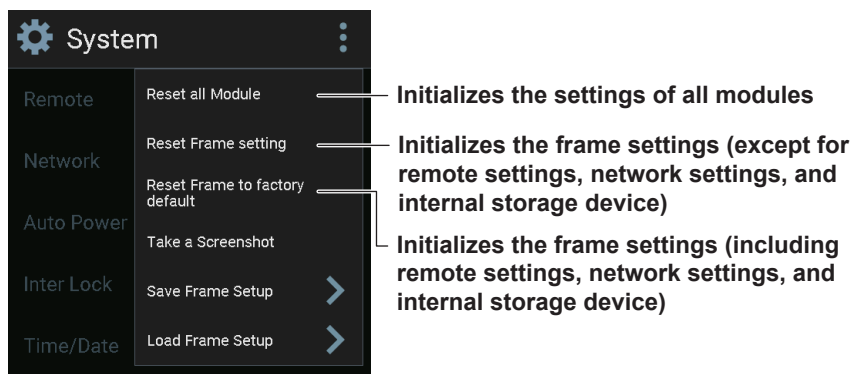 System
Remote
Network
Auto Power
Inter Lock
Time/Date
Reset all Module
Reset Frame setting
Reset Frame to factory
default
Take a Screenshot
Save Frame Setup
Load Frame Setup
Initializes the settings of all modules
Initializes the frame settings (except for
remote settings, network settings, and
internal storage device)
Initializes the frame settings (including
remote settings, network settings, and
internal storage device)